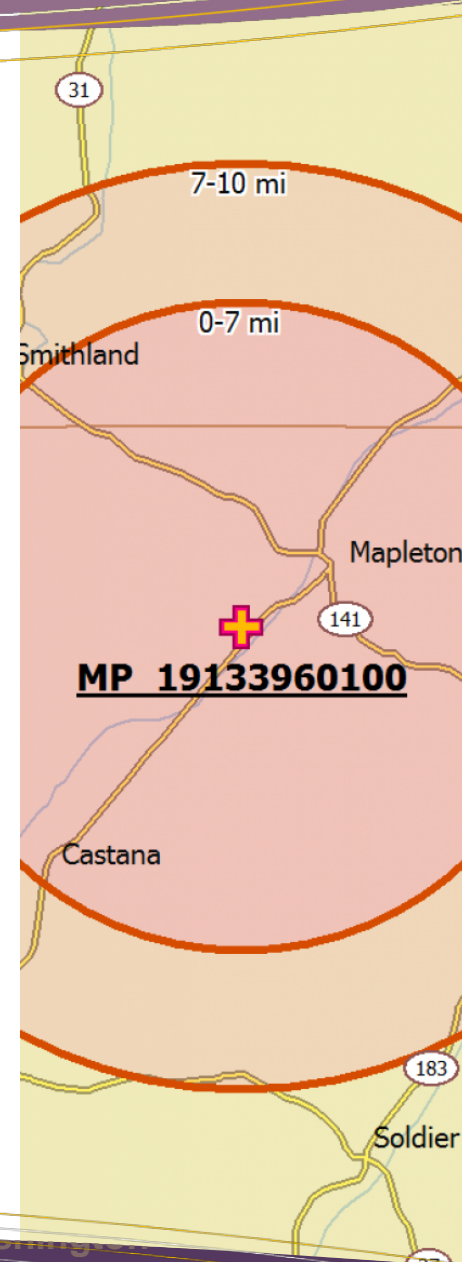 31
7-10 mi
0-7 mi
Smithland
Mapleton
141
MP 19133960100
Castana
183
Soldier